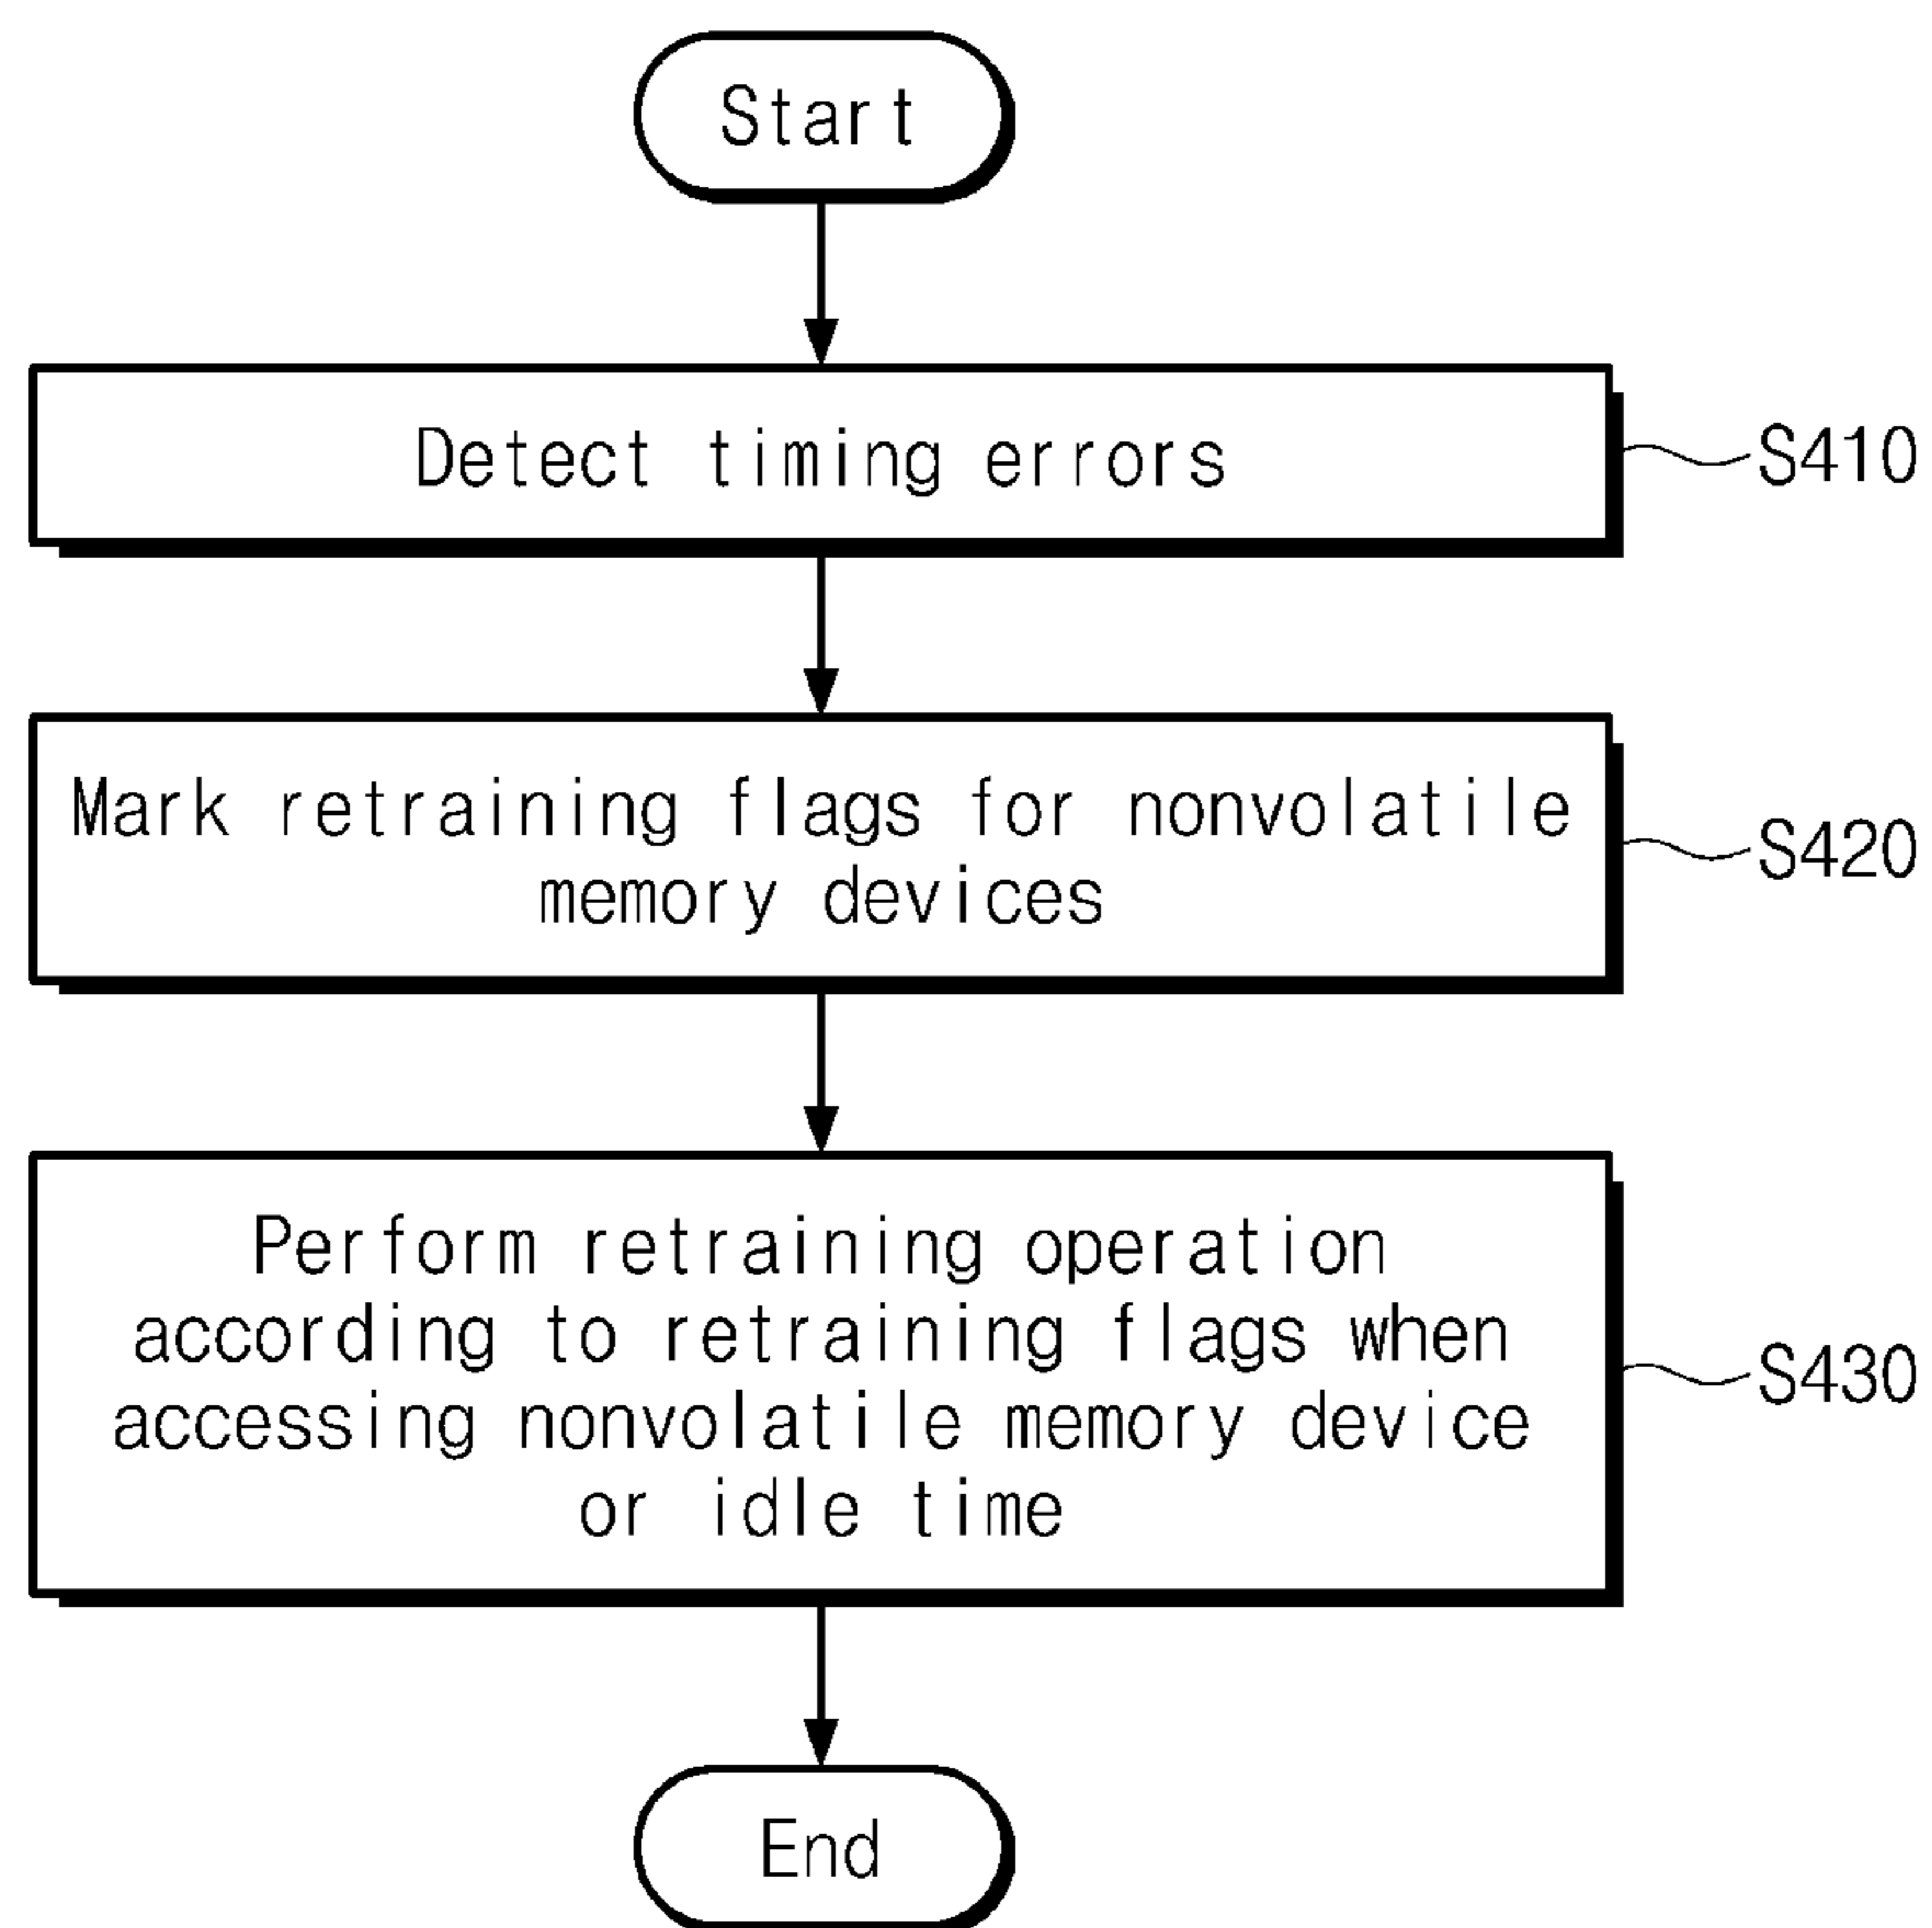 Start
Detect timing errors
S410
Mark retraining flags for nonvolatile
memory devices
S420
Perform retraining operation
according to retraining flags when
accessing nonvolatile memory device
or idle time
S430
End